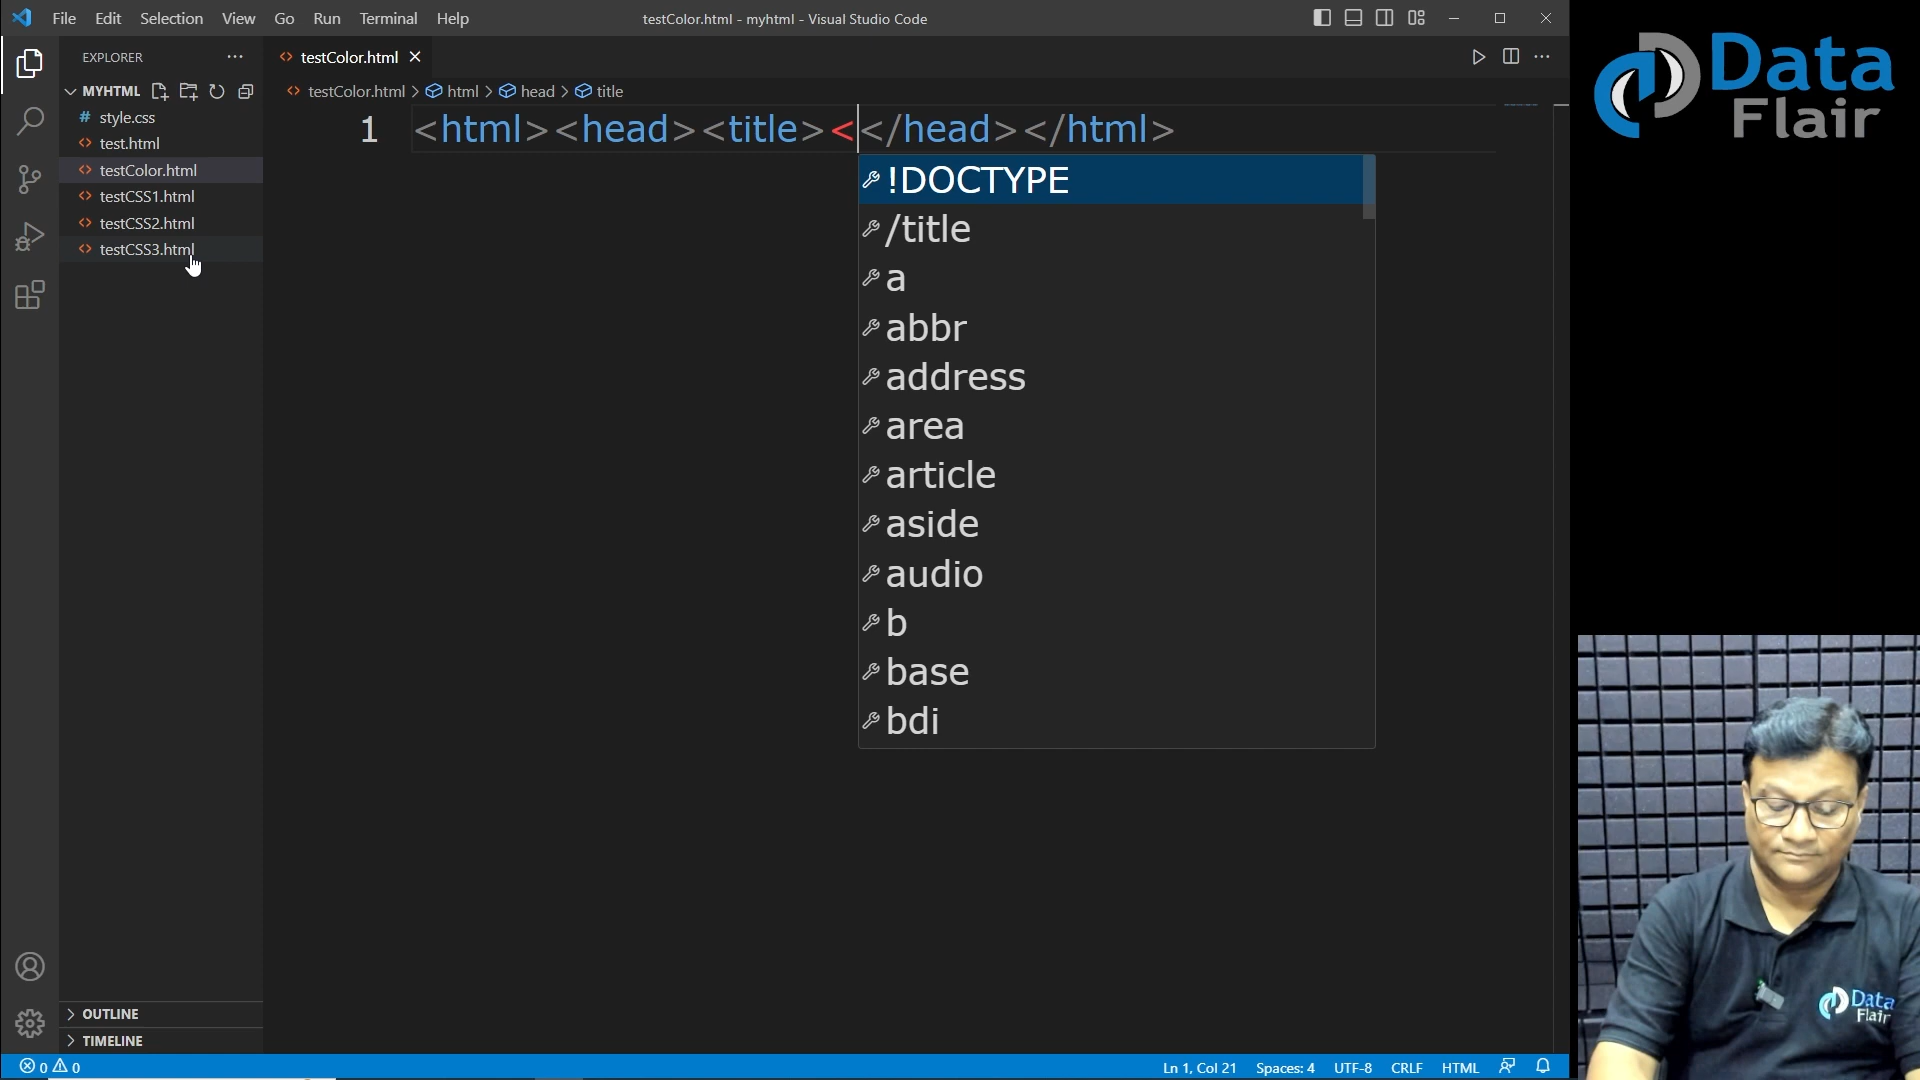 File Edit Selection View Go Run Terminal Help
testColor.html - myhtml - Visual Studio Code
EXPLORER
MYHTML
style.css
test.html
testColor.html
testCSS1.html
testCSS2.html
testCSS3.html
OUTLINE
TIMELINE
testColor.html
testColor.html > html > head > title
1 <html><head><title><</head></html>
!DOCTYPE
/title
a
abbr
address
area
article
aside
audio
b
base
bdi
0 0
Ln 1, Col 21 Spaces: 4 UTF-8 CRLF HTML
Data
Flair
Data
Flair